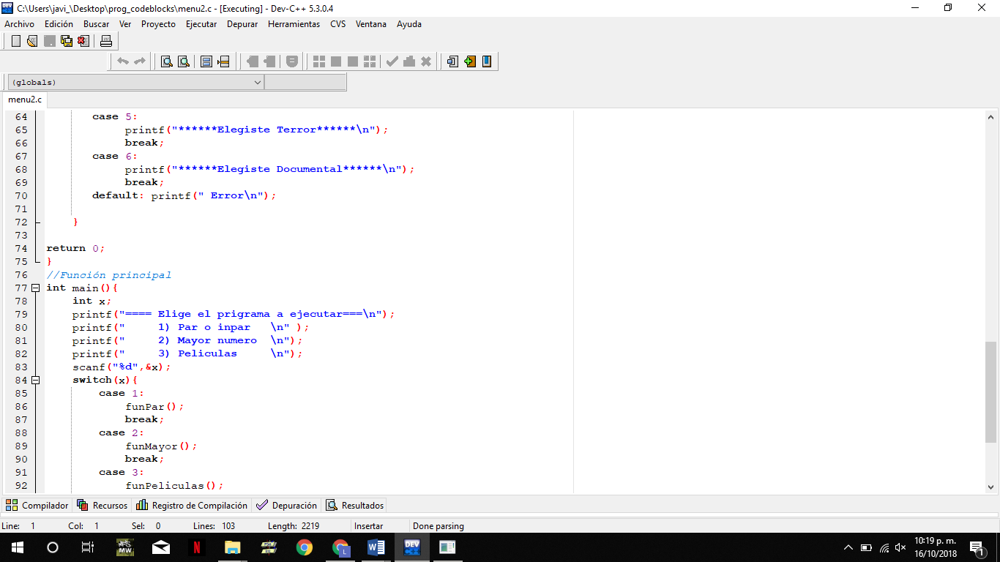 C:\Users\javi_\Desktop\prog_codeblocks\menu2.c - [Executing] - Dev-C++ 5.3.0.4
Archivo Edición Buscar Ver Proyecto Ejecutar Depurar Herramientas CVS Ventana Ayuda
(globals)
menu2.c
64 case 5:
65 printf("******Elegiste Terror******\n");
66 break;
67 case 6:
68 printf("******Elegiste Documental******\n");
69 break;
70 default: printf(" Error\n");
71
72 }
73
74 return 0;
75 }
76 //Función principal
77 int main(){
78 int x;
79 printf("==== Elige el prigrama a ejecutar===\n");
80 printf("     1) Par o inpar   \n" );
81 printf("     2) Mayor numero  \n");
82 printf("     3) Peliculas     \n");
83 scanf("%d",&x);
84 switch(x){
85 case 1:
86 funPar();
87 break;
88 case 2:
89 funMayor();
90 break;
91 case 3:
92 funPeliculas();
Compilador Recursos Registro de Compilación Depuración Resultados
Line: 1 Col: 1 Sel: 0 Lines: 103 Length: 2219 Insertar Done parsing
NFS MW N L W DEV C++ 10:19 p. m.
16/10/2018 1